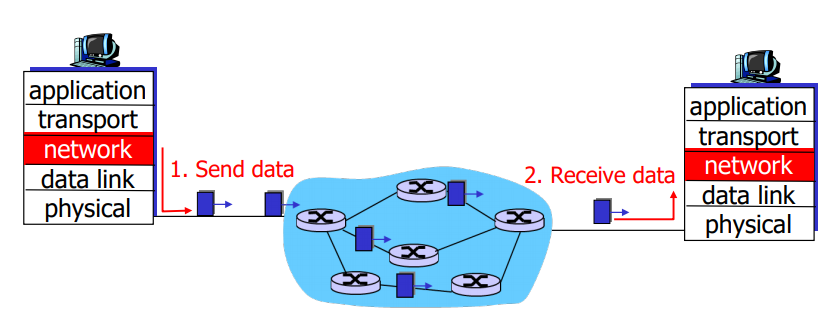 application
transport
network
data link
physical
1. Send data
2. Receive data
application
transport
network
data link
physical